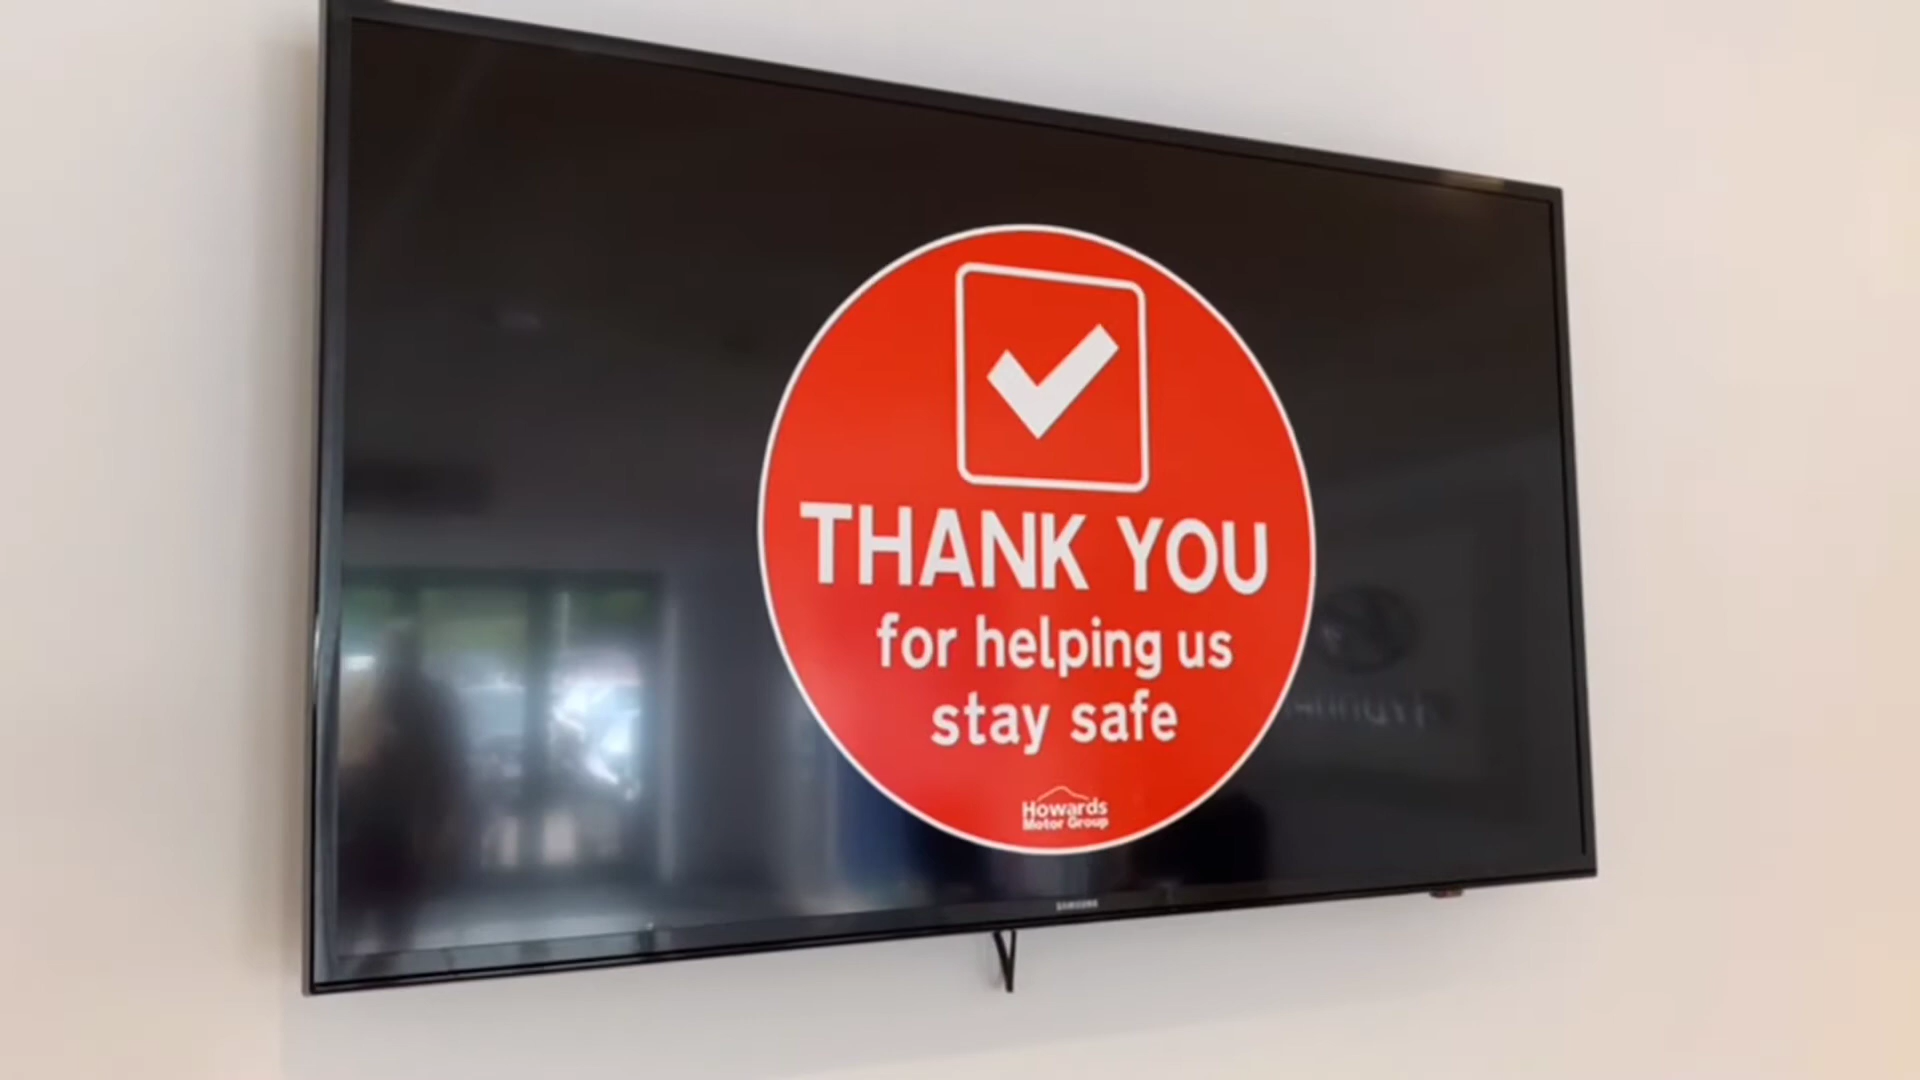 THANK YOU
for helping us
stay safe
Howards
Motor Group
SAMSUNG